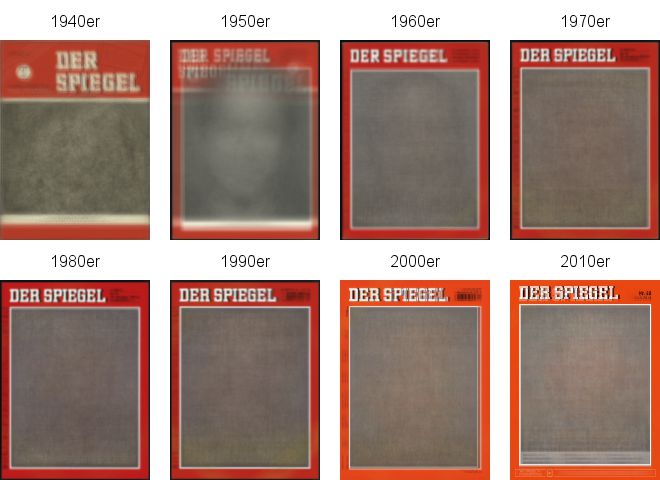 1940er
1950er
1960er
1970er
DER
SPIEGEL
DER SPIEGEL
DER SPIEGEL
DER SPIEGEL
1980er
1990er
2000er
2010er
DER SPIEGEL
DER SPIEGEL
DER SPIEGEL
DER SPIEGEL